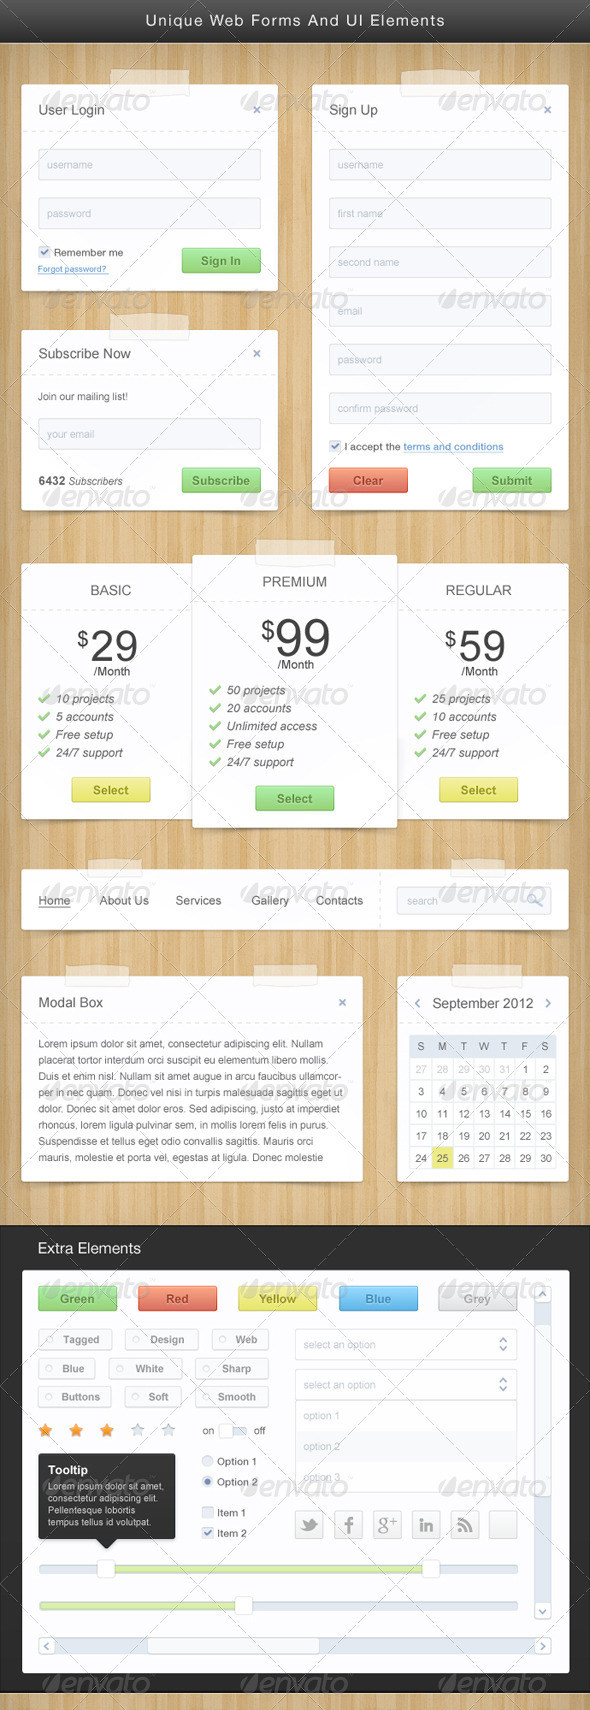 Unique Web Forms And UI Elements
User Login
×
username
password
Remember me
Forgot password?
Sign In
Sign Up
×
username
first name
second name
email
password
confirm password
I accept the terms and conditions
Clear
Submit
Subscribe Now
×
Join our mailing list!
your email
6432 Subscribers
Subscribe
BASIC
$29
/Month
10 projects
5 accounts
Free setup
24/7 support
Select
PREMIUM
$99
/Month
50 projects
20 accounts
Unlimited access
Free setup
24/7 support
Select
REGULAR
$59
/Month
25 projects
10 accounts
Free setup
24/7 support
Select
Home About Us Services Gallery Contacts
search
Modal Box
×
Lorem ipsum dolor sit amet, consectetur adipiscing elit. Nullam
placerat tortor interdum orci suscipit eu elementum libero mollis.
Duis et enim nisl. Nullam sit amet augue in arcu faucibus ullamcor-
per in nec quam. Donec vel nisi in turpis malesuada sagittis eget ut
dolor. Donec sit amet dolor eros. Sed adipiscing, justo at imperdiet
rhoncus, lorem ligula pulvinar sem, in mollis lorem felis in purus.
Suspendisse et tellus eget odio convallis sagittis. Mauris orci
mauris, molestie et porta vel, egestas at ligula. Donec molestie
September 2012
S M T W T F S
27 28 29 30 31 1 2
3 4 5 6 7 8 9
10 11 12 13 14 15 16
17 18 19 20 21 22 23
24 25 26 27 28 29 30
Extra Elements
Green Red Yellow Blue Grey
Tagged Design Web
Blue White Sharp
Buttons Soft Smooth
on off
Tooltip
Lorem ipsum dolor sit amet,
consectetur adipiscing elit.
Pellentesque lobortis
tempus tellus id volutpat.
Option 1
Option 2
Item 1
Item 2
select an option
select an option
option 1
option 2
option 3
f g+ in
envato